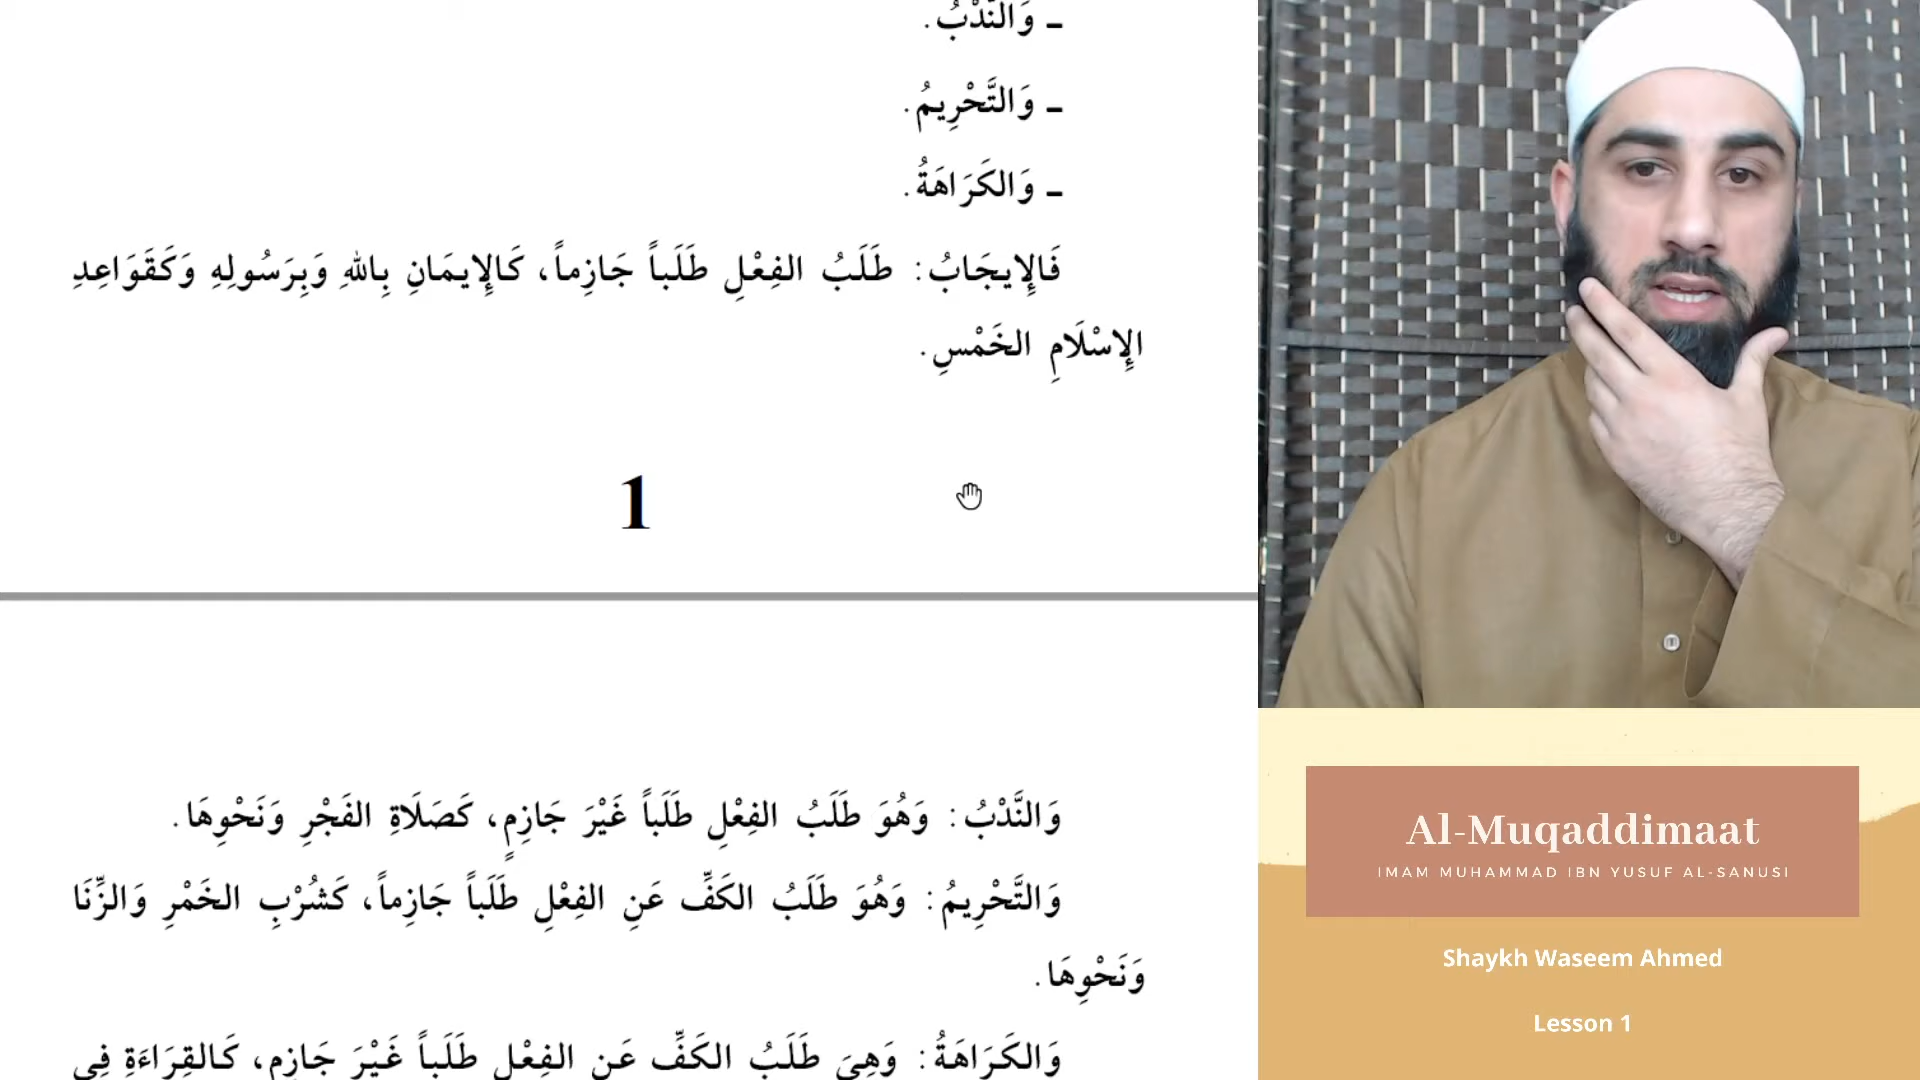 ـ وَالنَّدْبُ.
ـ وَالتَّحْرِيمُ.
ـ وَالكَرَاهَةُ.
فَالإِيجَابُ: طَلَبُ الفِعْلِ طَلَباً جَازِماً، كَالإِيمَانِ بِاللهِ وَبِرَسُولِهِ وَكَقَوَاعِدِ
الإِسْلَامِ الخَمْسِ.
1
وَالنَّدْبُ: وَهُوَ طَلَبُ الفِعْلِ طَلَباً غَيْرَ جَازِمٍ، كَصَلَاةِ الفَجْرِ وَنَحْوِهَا.
وَالتَّحْرِيمُ: وَهُوَ طَلَبُ الكَفِّ عَنِ الفِعْلِ طَلَباً جَازِماً، كَشُرْبِ الخَمْرِ وَالزِّنَا
وَنَحْوِهَا.
وَالكَرَاهَةُ: وَهِيَ طَلَبُ الكَفِّ عَنِ الفِعْلِ طَلَباً غَيْرَ جَازِمٍ، كَالقِرَاءَةِ فِي
Al-Muqaddimaat
IMAM MUHAMMAD IBN YUSUF AL-SANUSI
Shaykh Waseem Ahmed
Lesson 1